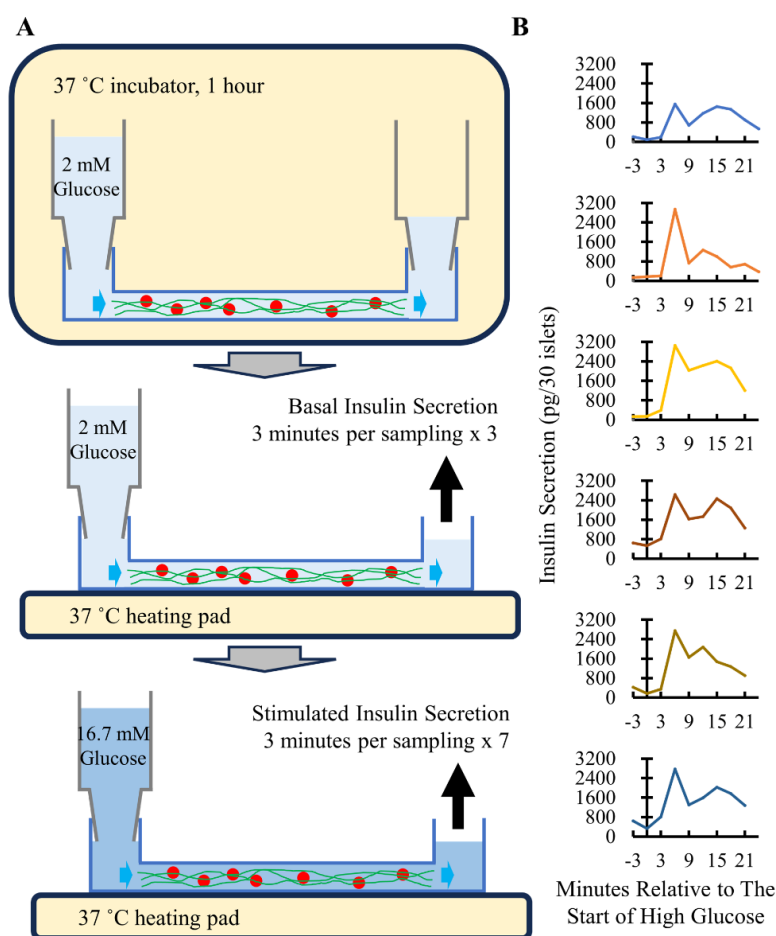 A
37 ˚C incubator, 1 hour
2 mM
Glucose
2 mM
Glucose
Basal Insulin Secretion
3 minutes per sampling x 3
37 ˚C heating pad
16.7 mM
Glucose
Stimulated Insulin Secretion
3 minutes per sampling x 7
37 ˚C heating pad
B
Insulin Secretion (pg/30 islets)
3200
2400
1600
800
0
-3 3 9 15 21
3200
2400
1600
800
0
-3 3 9 15 21
3200
2400
1600
800
0
-3 3 9 15 21
3200
2400
1600
800
0
-3 3 9 15 21
3200
2400
1600
800
0
-3 3 9 15 21
3200
2400
1600
800
0
-3 3 9 15 21
Minutes Relative to The
Start of High Glucose